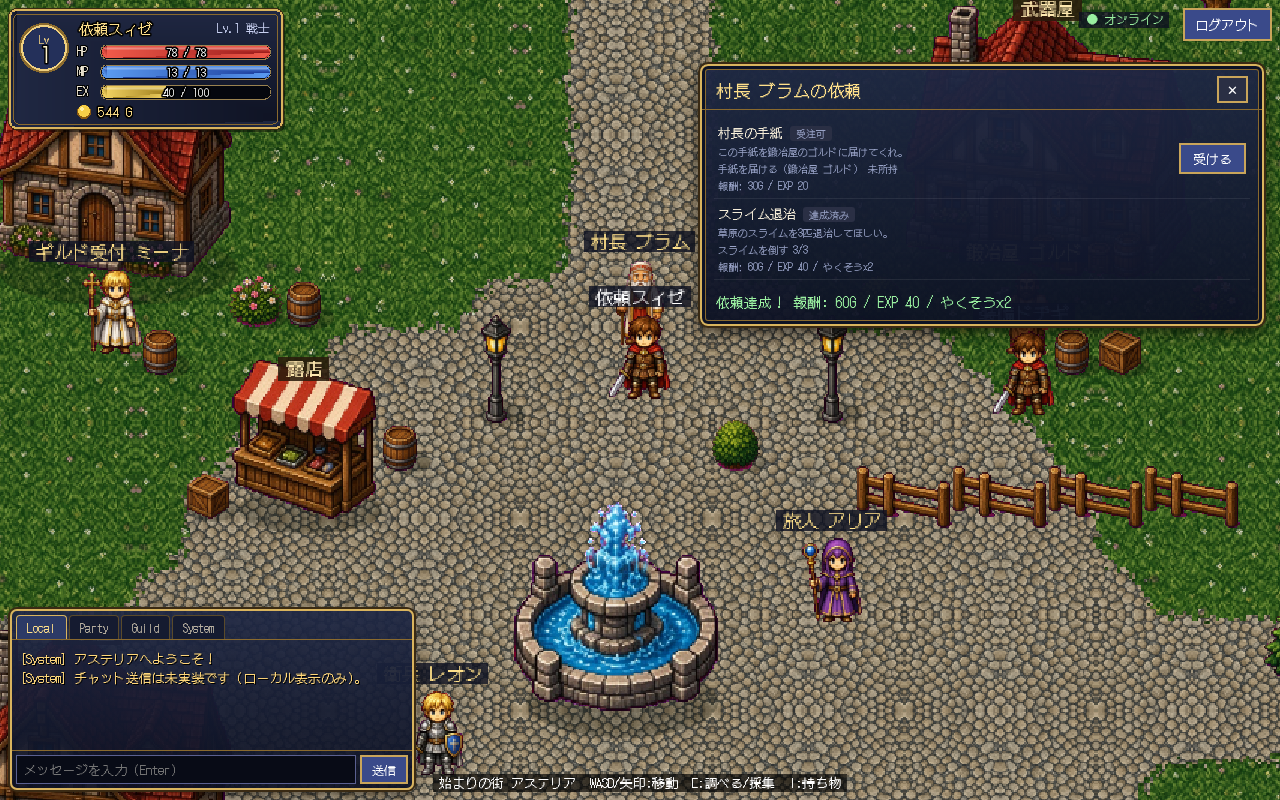 依頼スィゼ
Lv.1 戦士
Lv
1
HP
78 / 78
MP
13 / 13
EX
40 / 100
544 G
武器屋
オンライン
ログアウト
村長 ブラムの依頼
×
村長の手紙 受注可
この手紙を鍛冶屋のゴルドに届けてくれ。
手紙を届ける（鍛冶屋 ゴルド） 未所持
報酬: 30G / EXP 20
受ける
スライム退治 達成済み
草原のスライムを3匹退治してほしい。
スライムを倒す 3/3
報酬: 60G / EXP 40 / やくそうx2
依頼達成！ 報酬: 60G / EXP 40 / やくそうx2
ギルド受付 ミーナ
村長 ブラム
依頼スィゼ
露店
旅人 アリア
レオン
Local
Party
Guild
System
[System] アステリアへようこそ！
[System] チャット送信は未実装です（ローカル表示のみ）。
メッセージを入力 (Enter)
送信
始まりの街 アステリア WASD/矢印:移動 E:調べる/採集 I:持ち物